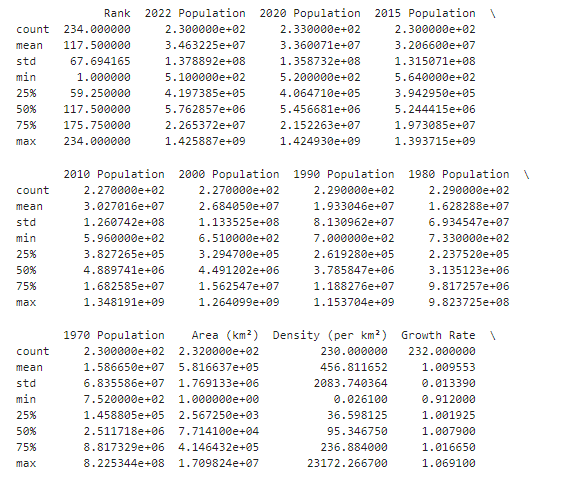 Rank 2022 Population 2020 Population 2015 Population \
count 234.000000 2.300000e+02 2.330000e+02 2.300000e+02
mean 117.500000 3.463225e+07 3.360071e+07 3.206600e+07
std 67.694165 1.378892e+08 1.358732e+08 1.315071e+08
min 1.000000 5.100000e+02 5.200000e+02 5.640000e+02
25% 59.250000 4.197385e+05 4.064710e+05 3.942950e+05
50% 117.500000 5.762857e+06 5.456681e+06 5.244415e+06
75% 175.750000 2.265372e+07 2.152263e+07 1.973085e+07
max 234.000000 1.425887e+09 1.424930e+09 1.393715e+09
2010 Population 2000 Population 1990 Population 1980 Population \
count 2.270000e+02 2.270000e+02 2.290000e+02 2.290000e+02
mean 3.027016e+07 2.684050e+07 1.933046e+07 1.628288e+07
std 1.260742e+08 1.133525e+08 8.130962e+07 6.934547e+07
min 5.960000e+02 6.510000e+02 7.000000e+02 7.330000e+02
25% 3.827265e+05 3.294700e+05 2.619280e+05 2.237520e+05
50% 4.889741e+06 4.491202e+06 3.785847e+06 3.135123e+06
75% 1.682585e+07 1.562547e+07 1.188276e+07 9.817257e+06
max 1.348191e+09 1.264099e+09 1.153704e+09 9.823725e+08
1970 Population Area (km²) Density (per km²) Growth Rate \
count 2.300000e+02 2.320000e+02 230.000000 232.000000
mean 1.586650e+07 5.816637e+05 456.811652 1.009553
std 6.835586e+07 1.769133e+06 2083.740364 0.013390
min 7.520000e+02 1.000000e+00 0.026100 0.912000
25% 1.458805e+05 2.567250e+03 36.598125 1.001925
50% 2.511718e+06 7.714100e+04 95.346750 1.007900
75% 8.817329e+06 4.146432e+05 236.884000 1.016650
max 8.225344e+08 1.709824e+07 23172.266700 1.069100